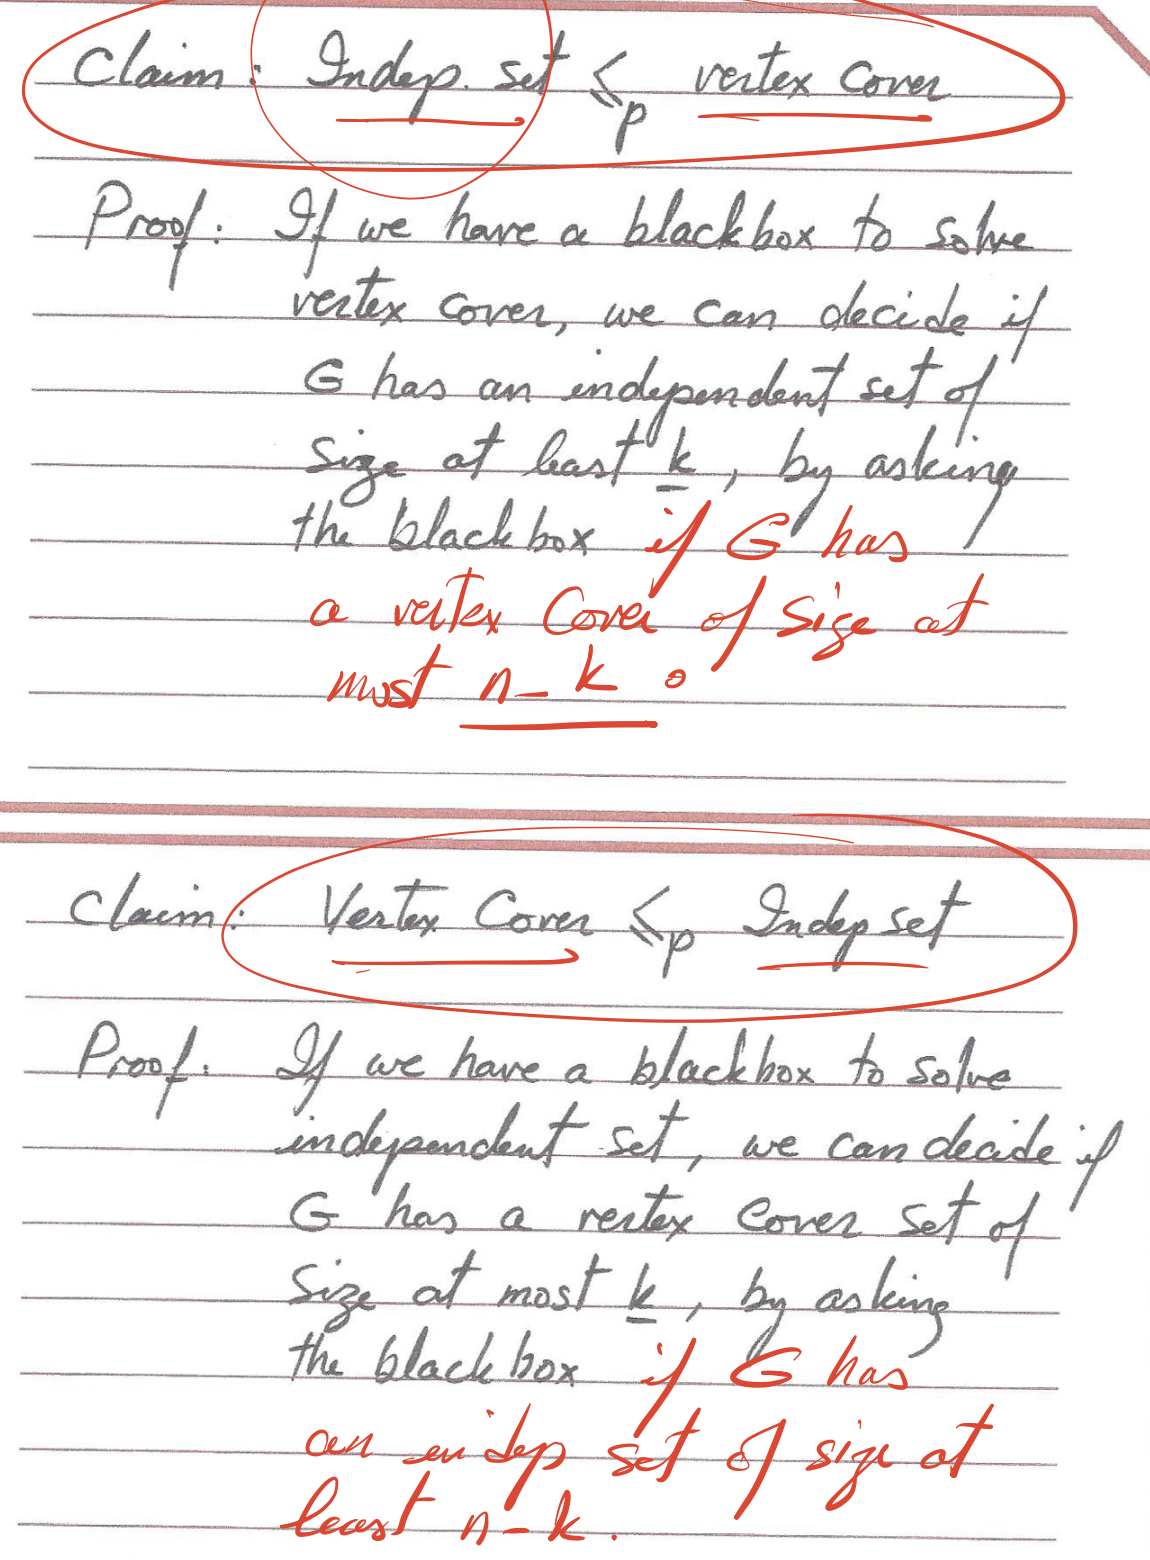 Claim: Indep. set ≤p vertex cover
Proof: If we have a blackbox to solve
vertex cover, we can decide if
G has an independent set of
size at least k, by asking
the blackbox if G has
a vertex Cover of size at
most n-k.
Claim: Vertex Cover ≤p Indep set
Proof. If we have a blackbox to solve
independent set, we can decide if
G has a vertex cover set of
size at most k, by asking
the blackbox if G has
an indep set of size at
least n-k.